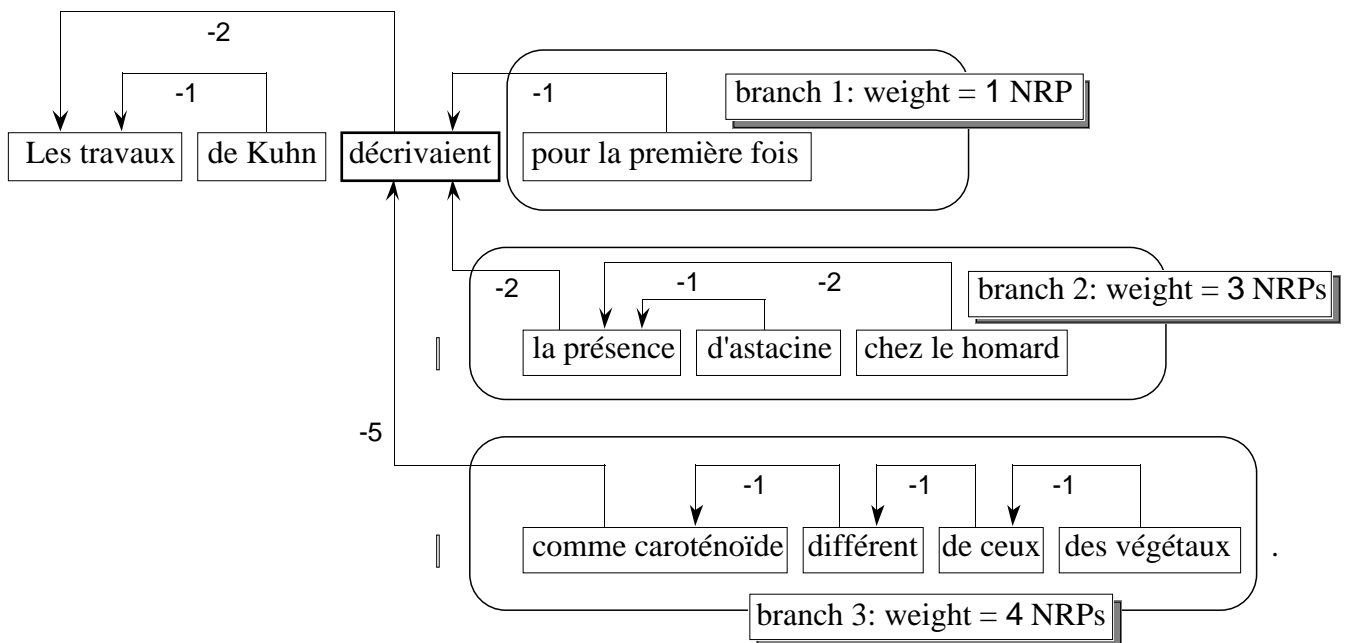 -2
-1
-1
branch 1: weight = 1 NRP
Les travaux de Kuhn décrivaient pour la première fois
-2
-1
-2
branch 2: weight = 3 NRPs
la présence d'astacine chez le homard
-5
-1
-1
-1
comme caroténoïde différent de ceux des végétaux .
branch 3: weight = 4 NRPs